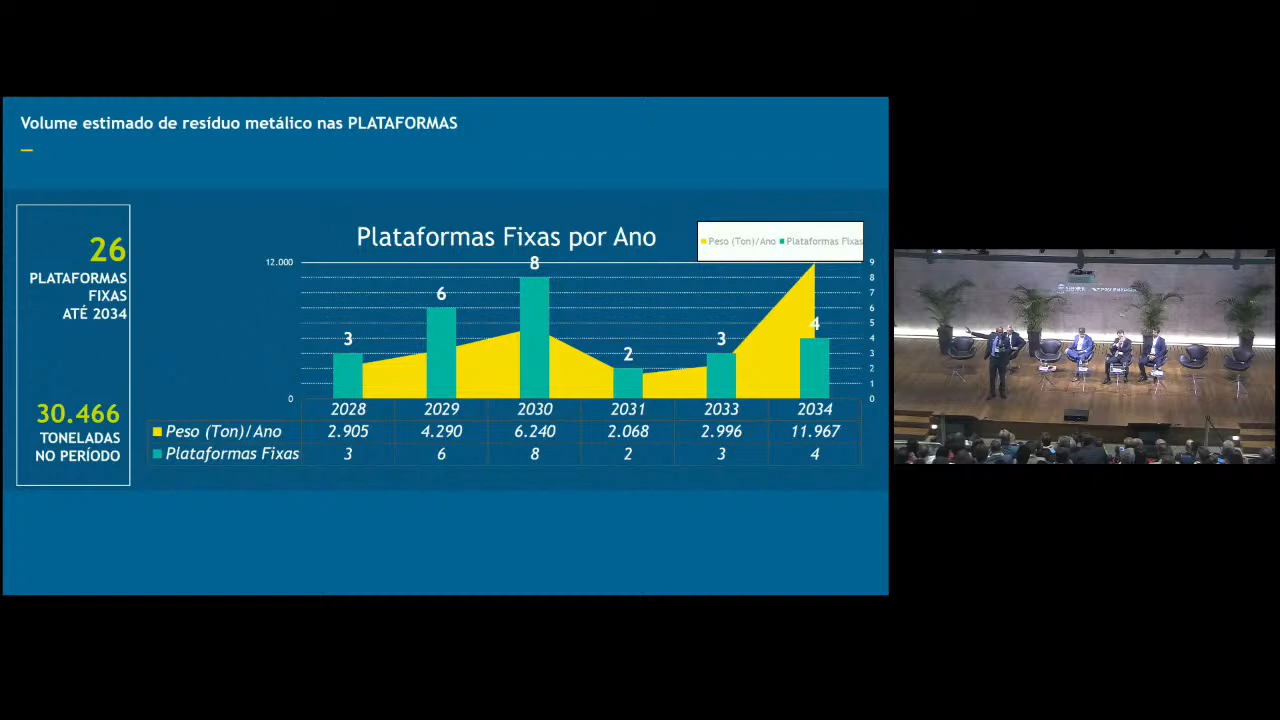 Volume estimado de resíduo metálico nas PLATAFORMAS
26
PLATAFORMAS
FIXAS
ATÉ 2034
30.466
TONELADAS
NO PERÍODO
Plataformas Fixas por Ano
Peso (Ton)/Ano Plataformas Fixas
12.000
0
9
8
7
6
5
4
3
2
1
0
3
6
8
2
3
4
2028 2029 2030 2031 2033 2034
Peso (Ton)/Ano 2.905 4.290 6.240 2.068 2.996 11.967
Plataformas Fixas 3 6 8 2 3 4